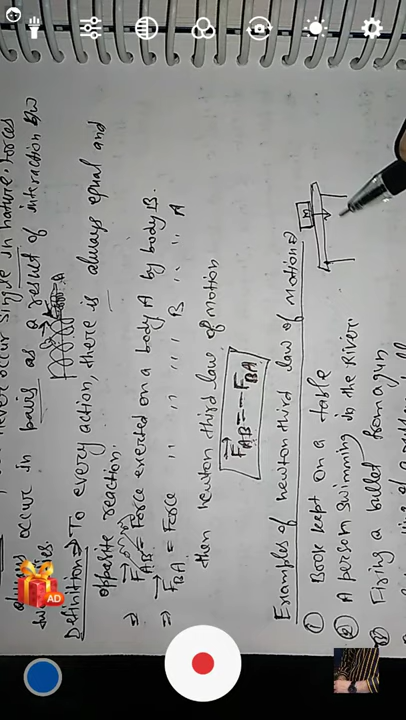 never occur single in nature. Forces
always occur in pairs as a result of interaction b/w
two bodies.
Definition ⇒ To every action, there is always equal and
opposite reaction.
⇒ F⃗AB = Force exerted on a body A by body B.
⇒ F⃗BA = Force ,, ,, ,, ,, B ,, ,, A
then newton third law of motion
F⃗AB = - F⃗BA
Examples of newton third law of motion ⇒
① Book kept on a table
② A person swimming in the river.
③ Firing a bullet from a gun
AD